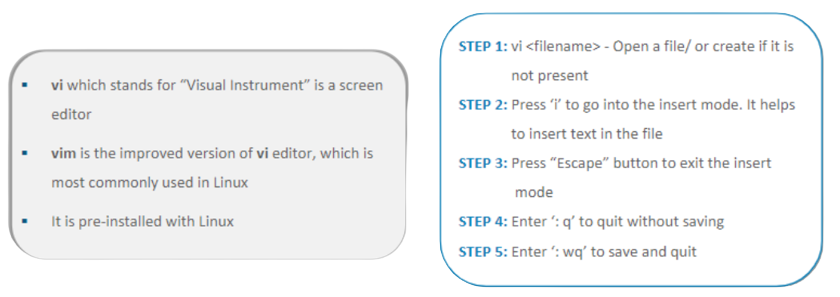 ▪ vi which stands for “Visual Instrument” is a screen
editor
▪ vim is the improved version of vi editor, which is
most commonly used in Linux
▪ It is pre-installed with Linux
STEP 1: vi <filename> - Open a file/ or create if it is
not present
STEP 2: Press ‘i’ to go into the insert mode. It helps
to insert text in the file
STEP 3: Press “Escape” button to exit the insert
mode
STEP 4: Enter ‘: q’ to quit without saving
STEP 5: Enter ‘: wq’ to save and quit